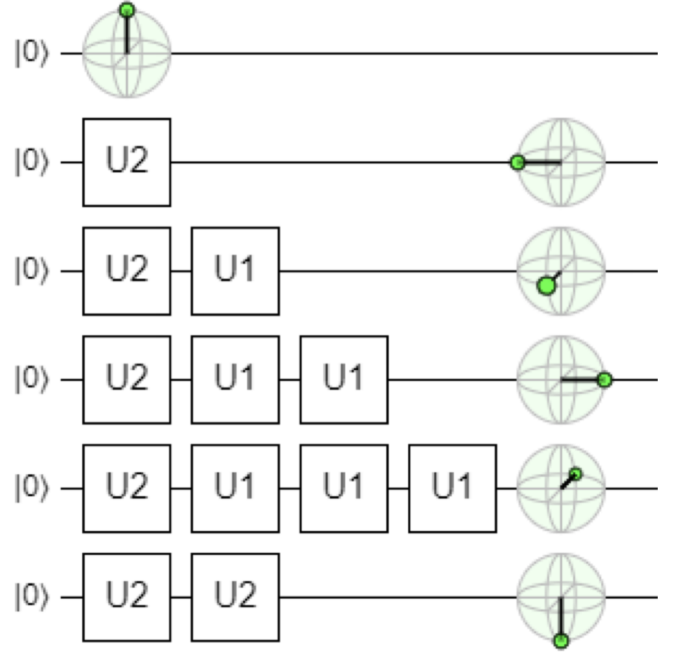 |0⟩
|0⟩ U2
|0⟩ U2 U1
|0⟩ U2 U1 U1
|0⟩ U2 U1 U1 U1
|0⟩ U2 U2